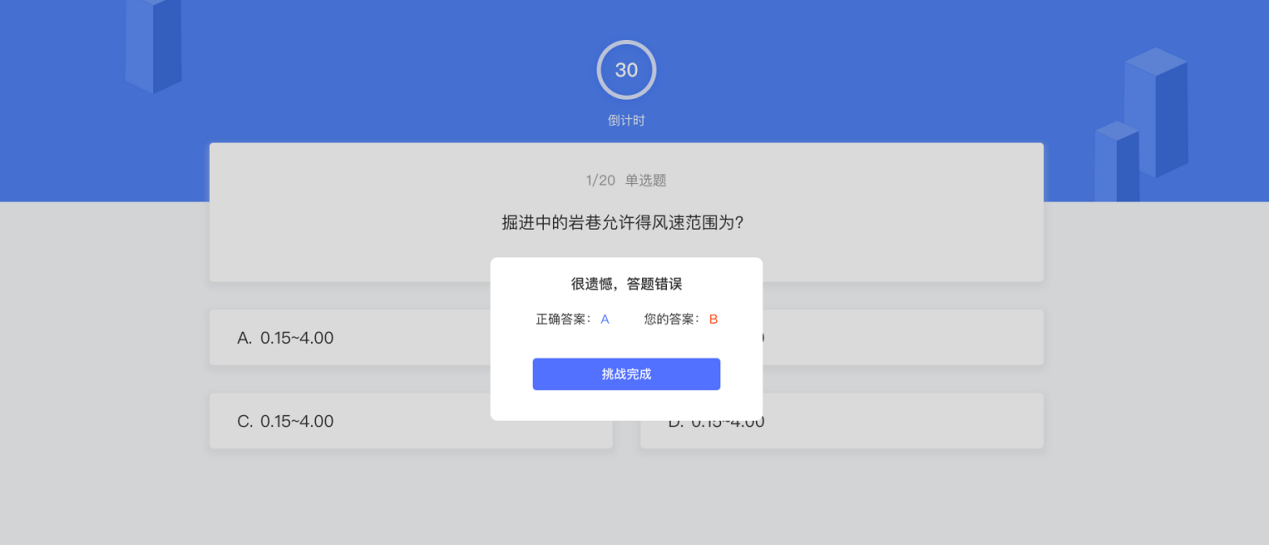 30
倒计时
1/20 单选题
掘进中的岩巷允许得风速范围为?
很遗憾，答题错误
正确答案： A 您的答案： B
挑战完成
A. 0.15~4.00
C. 0.15~4.00
D. 0.15~4.00